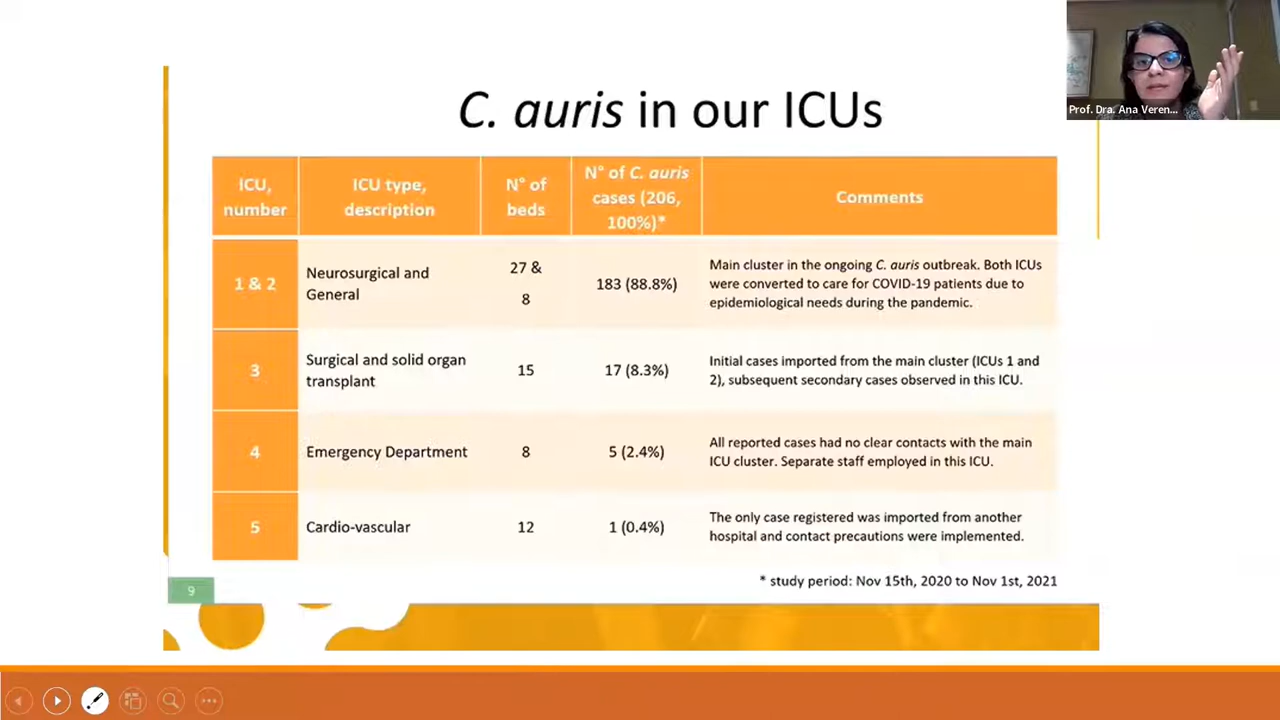 Prof. Dra. Ana Veren...
C. auris in our ICUs
ICU, number
ICU type, description
N° of beds
N° of C. auris cases (206, 100%)*
Comments
1 & 2
Neurosurgical and General
27 & 8
183 (88.8%)
Main cluster in the ongoing C. auris outbreak. Both ICUs
were converted to care for COVID-19 patients due to
epidemiological needs during the pandemic.
3
Surgical and solid organ transplant
15
17 (8.3%)
Initial cases imported from the main cluster (ICUs 1 and
2), subsequent secondary cases observed in this ICU.
4
Emergency Department
8
5 (2.4%)
All reported cases had no clear contacts with the main
ICU cluster. Separate staff employed in this ICU.
5
Cardio-vascular
12
1 (0.4%)
The only case registered was imported from another
hospital and contact precautions were implemented.
* study period: Nov 15th, 2020 to Nov 1st, 2021
9